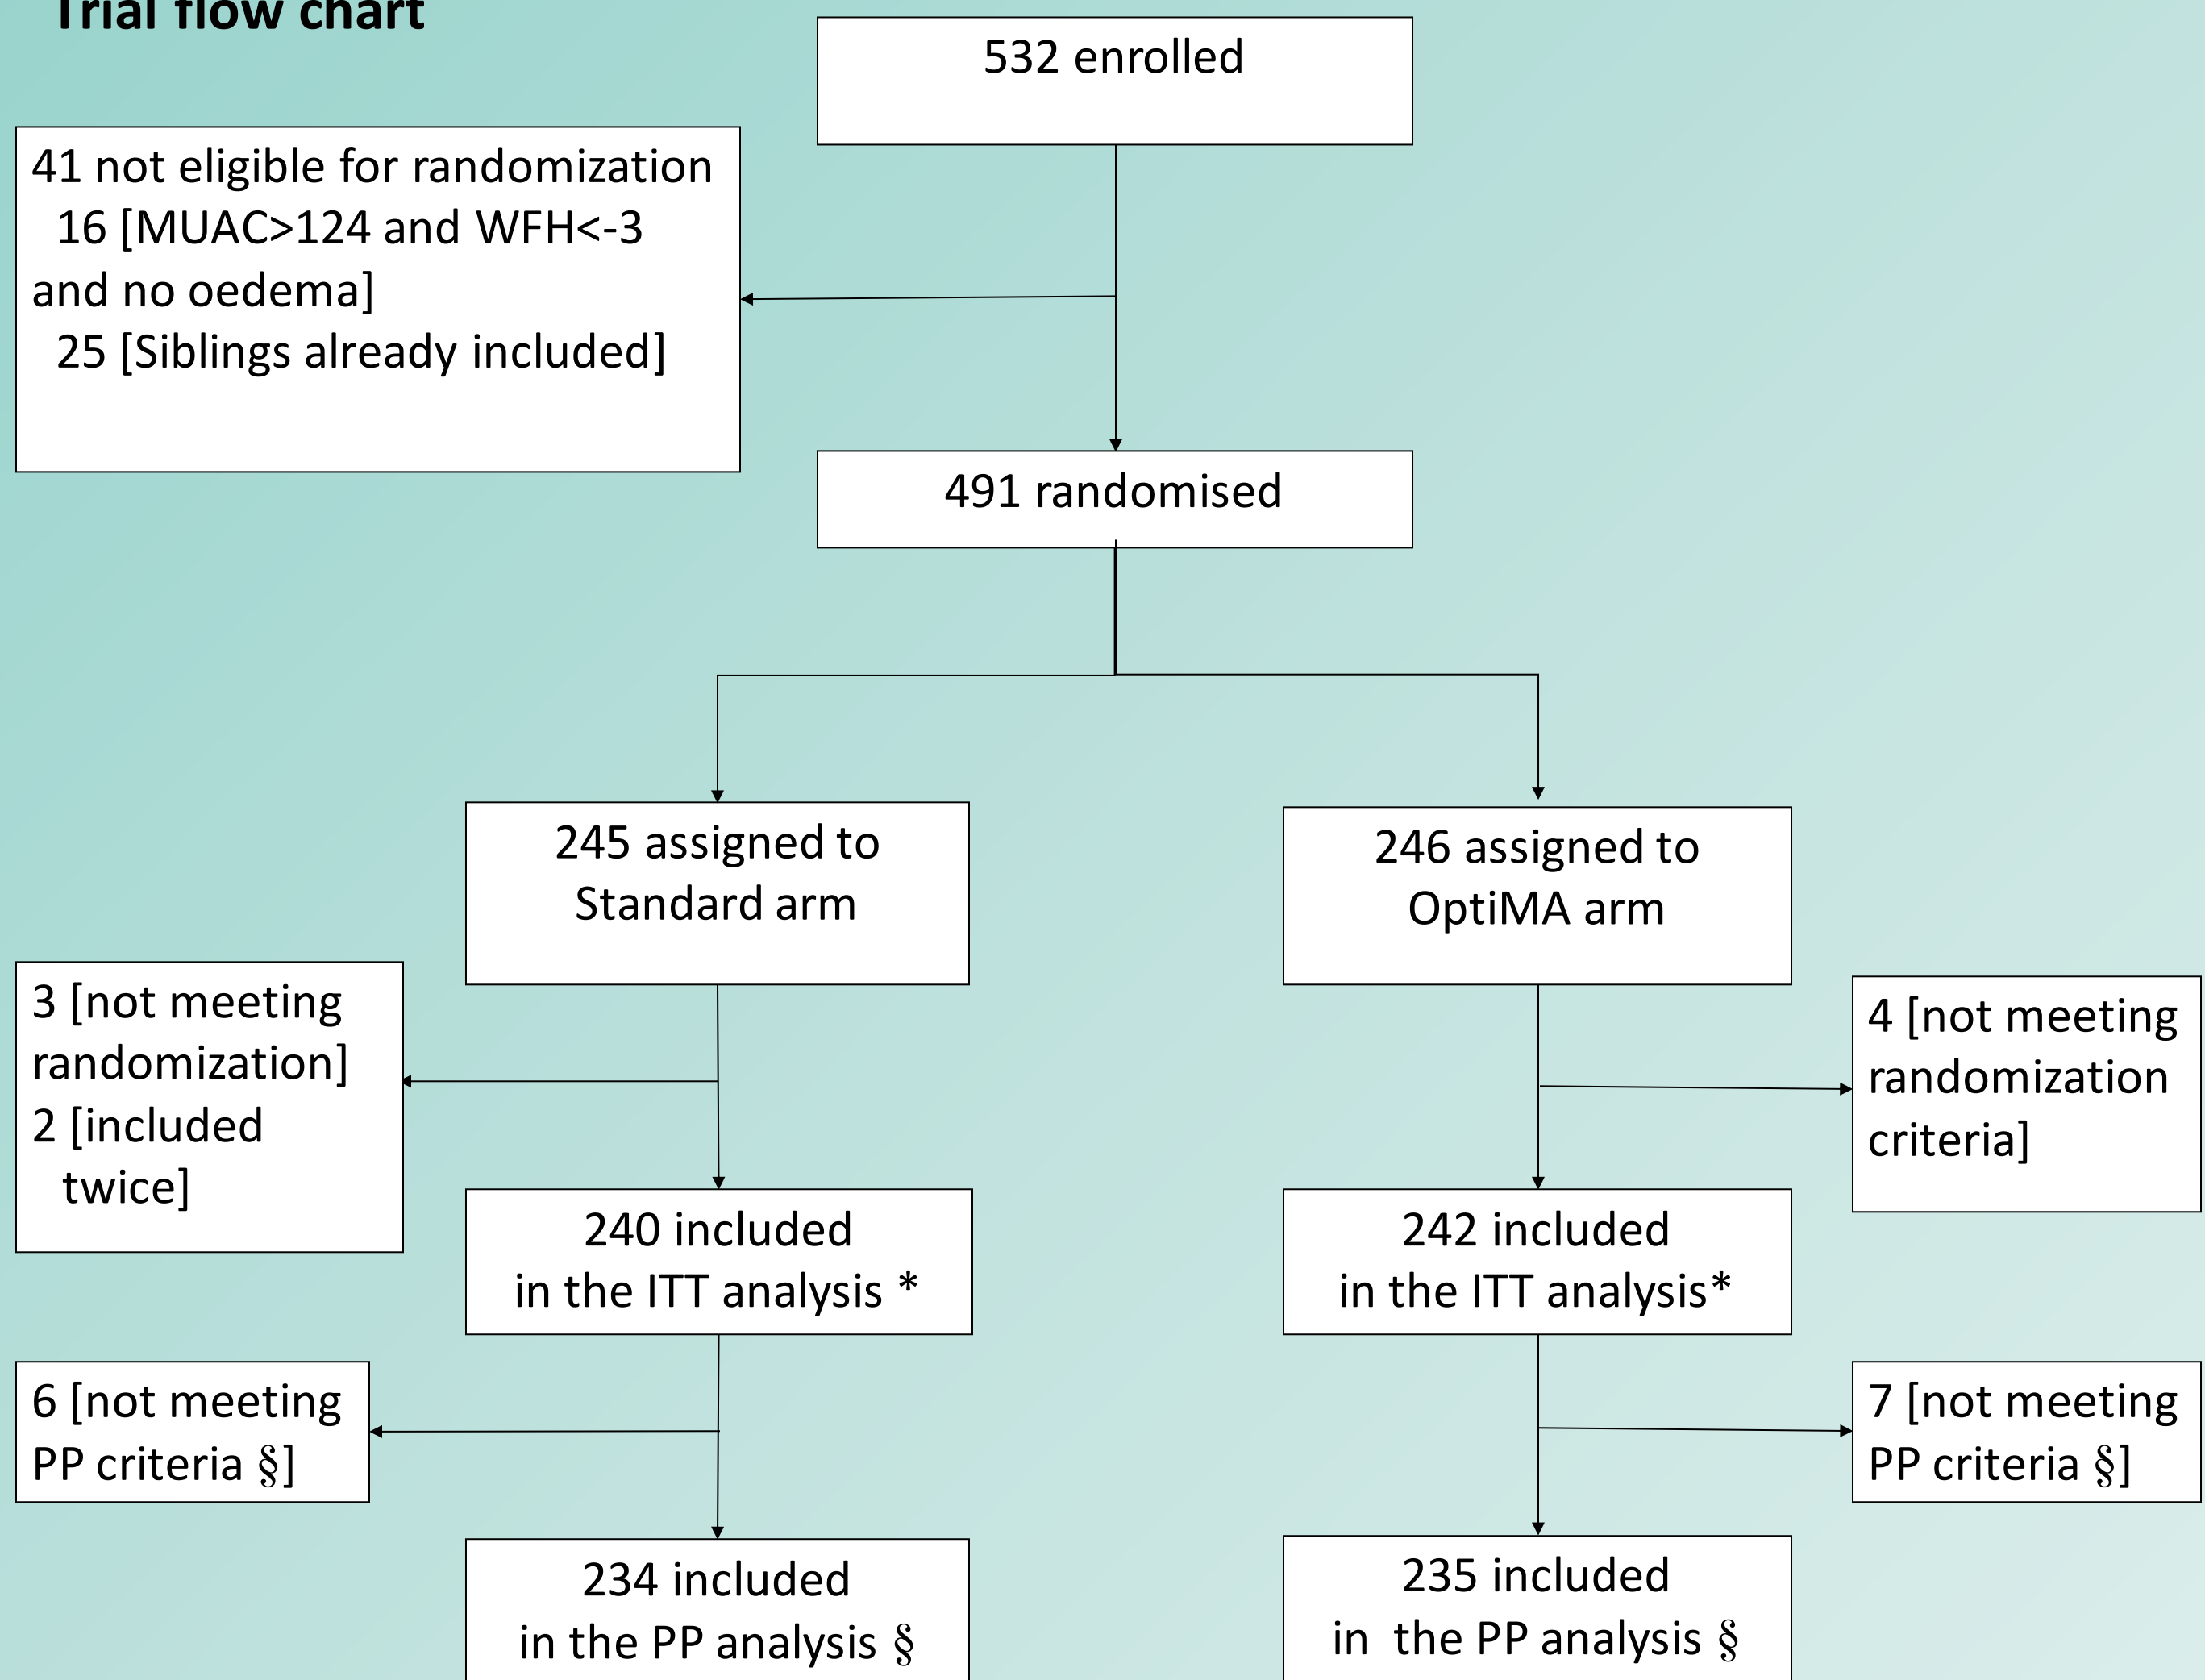 Trial flow chart
532 enrolled
41 not eligible for randomization
16 [MUAC>124 and WFH<-3
and no oedema]
25 [Siblings already included]
491 randomised
245 assigned to
Standard arm
246 assigned to
OptiMA arm
3 [not meeting
randomization]
2 [included
twice]
4 [not meeting
randomization
criteria]
240 included
in the ITT analysis *
242 included
in the ITT analysis*
6 [not meeting
PP criteria §]
7 [not meeting
PP criteria §]
234 included
in the PP analysis §
235 included
in  the PP analysis §